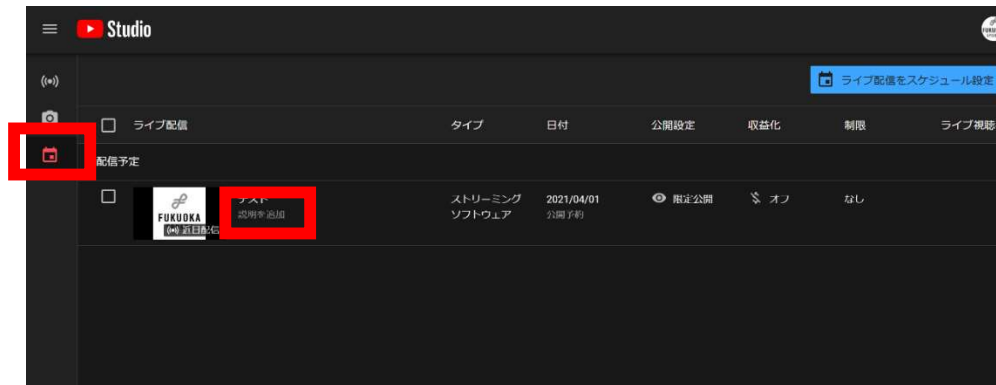 Studio
ライブ配信をスケジュール設定
ライブ配信
タイプ
日付
公開設定
収益化
制限
ライブ視聴
配信予定
テスト
説明を追加
FUKUOKA
近日配信
ストリーミング
ソフトウェア
2021/04/01
公開予約
限定公開
オフ
なし